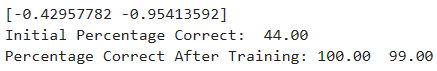 [-0.42957782 -0.95413592]
Initial Percentage Correct:  44.00
Percentage Correct After Training: 100.00  99.00